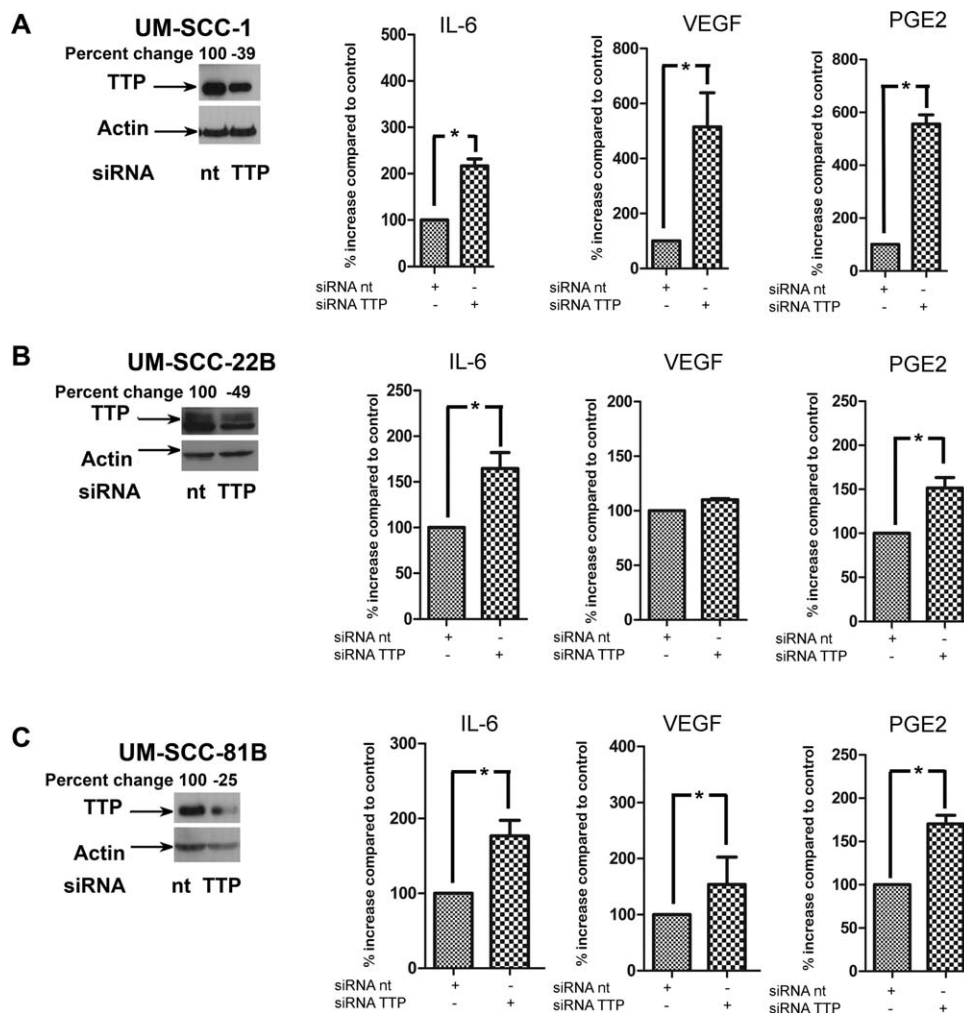 A
UM-SCC-1
Percent change 100 -39
TTP
Actin
siRNA nt TTP
IL-6
% increase compared to control
500
400
300
200
100
0
*
siRNA nt + -
siRNA TTP - +
VEGF
% increase compared to control
800
600
400
200
0
*
siRNA nt + -
siRNA TTP - +
PGE2
% increase compared to control
800
600
400
200
0
*
siRNA nt + -
siRNA TTP - +
B
UM-SCC-22B
Percent change 100 -49
TTP
Actin
siRNA nt TTP
IL-6
% increase compared to control
250
200
150
100
50
0
*
siRNA nt + -
siRNA TTP - +
VEGF
% increase compared to control
200
150
100
50
0
siRNA nt + -
siRNA TTP - +
PGE2
% increase compared to control
250
200
150
100
50
0
*
siRNA nt + -
siRNA TTP - +
C
UM-SCC-81B
Percent change 100 -25
TTP
Actin
siRNA nt TTP
IL-6
% increase compared to control
300
200
100
0
*
siRNA nt + -
siRNA TTP - +
VEGF
% increase compared to control
400
300
200
100
0
*
siRNA nt + -
siRNA TTP - +
PGE2
% increase compared to control
250
200
150
100
50
0
*
siRNA nt + -
siRNA TTP - +